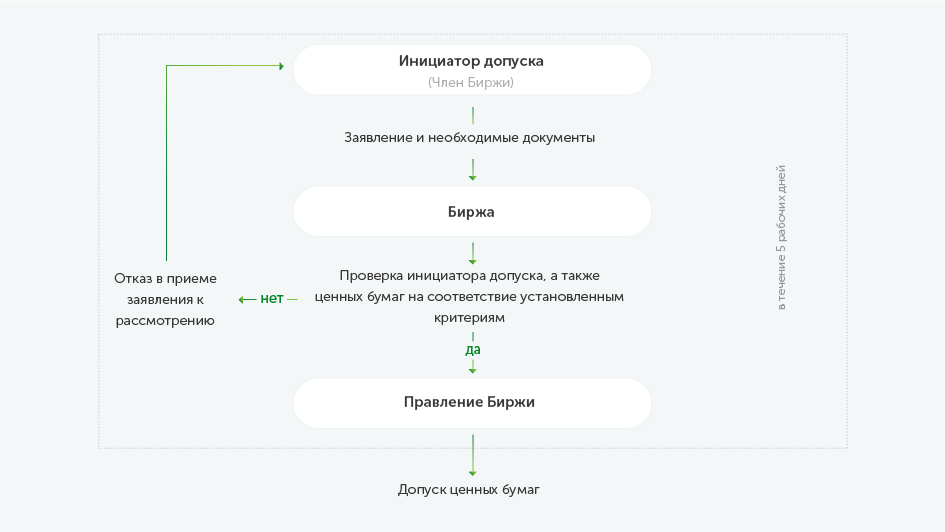 Инициатор допуска
(Член Биржи)
Заявление и необходимые документы
Биржа
Проверка инициатора допуска, а также
ценных бумаг на соответствие установленным
критериям
нет
Отказ в приеме
заявления к
рассмотрению
да
Правление Биржи
Допуск ценных бумаг
в течение 5 рабочих дней